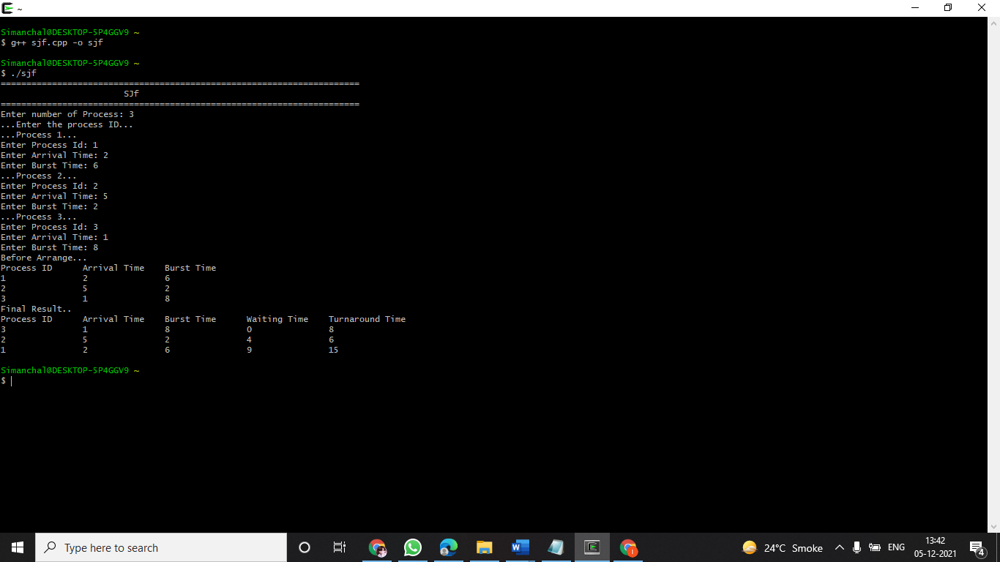 ~
Simanchal@DESKTOP-5P4GGV9 ~
$ g++ sjf.cpp -o sjf
Simanchal@DESKTOP-5P4GGV9 ~
$ ./sjf
======================================================================
SJf
======================================================================
Enter number of Process: 3
...Enter the process ID...
...Process 1...
Enter Process Id: 1
Enter Arrival Time: 2
Enter Burst Time: 6
...Process 2...
Enter Process Id: 2
Enter Arrival Time: 5
Enter Burst Time: 2
...Process 3...
Enter Process Id: 3
Enter Arrival Time: 1
Enter Burst Time: 8
Before Arrange...
Process ID Arrival Time Burst Time
1 2 6
2 5 2
3 1 8
Final Result..
Process ID Arrival Time Burst Time Waiting Time Turnaround Time
3 1 8 0 8
2 5 2 4 6
1 2 6 9 15
Simanchal@DESKTOP-5P4GGV9 ~
$
Type here to search
24°C Smoke
ENG
13:42
05-12-2021
4